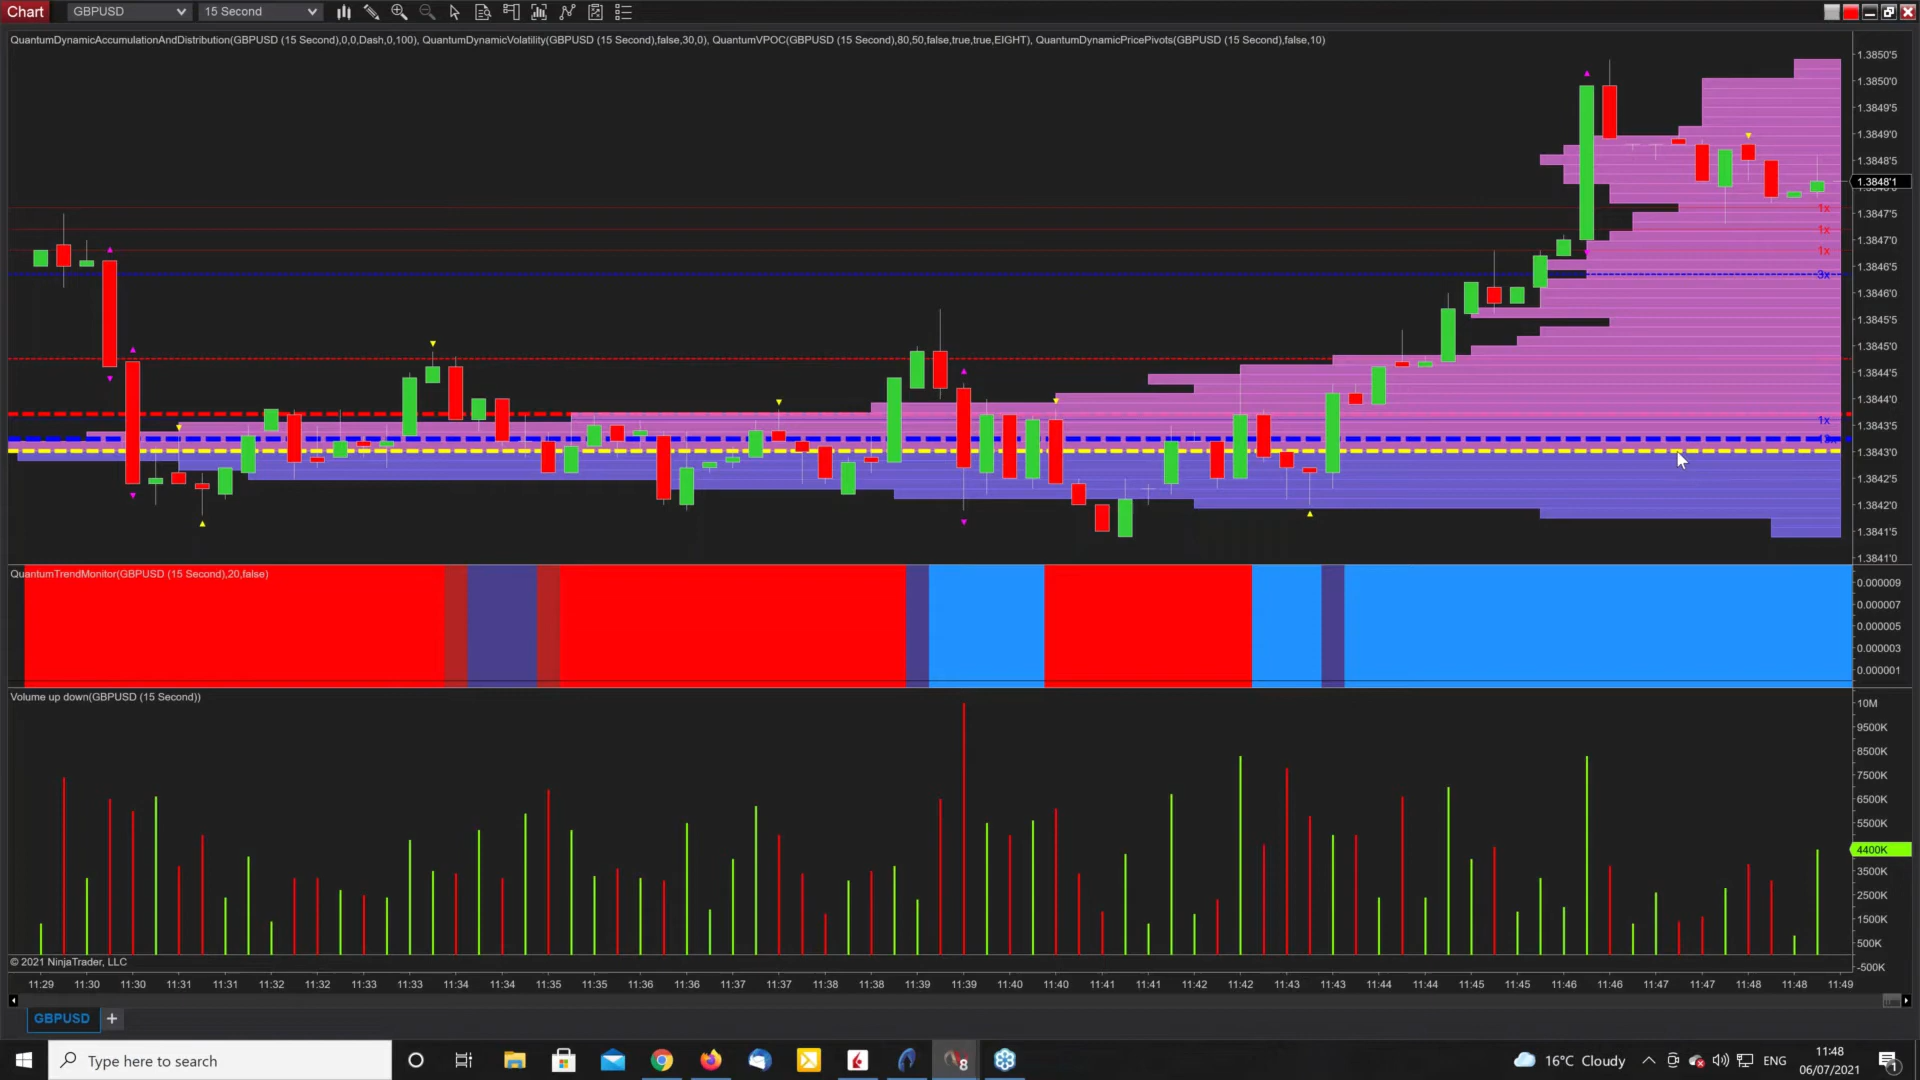 Chart GBPUSD 15 Second
QuantumDynamicAccumulationAndDistribution(GBPUSD (15 Second),0,0,Dash,0,100), QuantumDynamicVolatility(GBPUSD (15 Second),false,30,0), QuantumVPOC(GBPUSD (15 Second),80,50,false,true,true,EIGHT), QuantumDynamicPricePivots(GBPUSD (15 Second),false,10)
1.3850'5
1.3850'0
1.3849'5
1.3849'0
1.3848'5
1.3848'1
1x
1.3847'5
1x
1.3847'0
1x
1.3846'5
3x
1.3846'0
1.3845'5
1.3845'0
1.3844'5
1.3844'0
1x
1.3843'5
1.3843'0
1.3842'5
1.3842'0
1.3841'5
1.3841'0
QuantumTrendMonitor(GBPUSD (15 Second),20,false)
0.000009
0.000007
0.000005
0.000003
0.000001
Volume up down(GBPUSD (15 Second))
10M
9500K
8500K
7500K
6500K
5500K
4400K
3500K
2500K
1500K
500K
-500K
© 2021 NinjaTrader, LLC
11:29 11:30 11:30 11:31 11:31 11:32 11:32 11:33 11:33 11:34 11:34 11:35 11:35 11:36 11:36 11:37 11:37 11:38 11:38 11:39 11:39 11:40 11:40 11:41 11:41 11:42 11:42 11:43 11:43 11:44 11:44 11:45 11:45 11:46 11:46 11:47 11:47 11:48 11:48 11:49
GBPUSD +
Type here to search
8
16°C Cloudy
ENG
11:48
06/07/2021
1